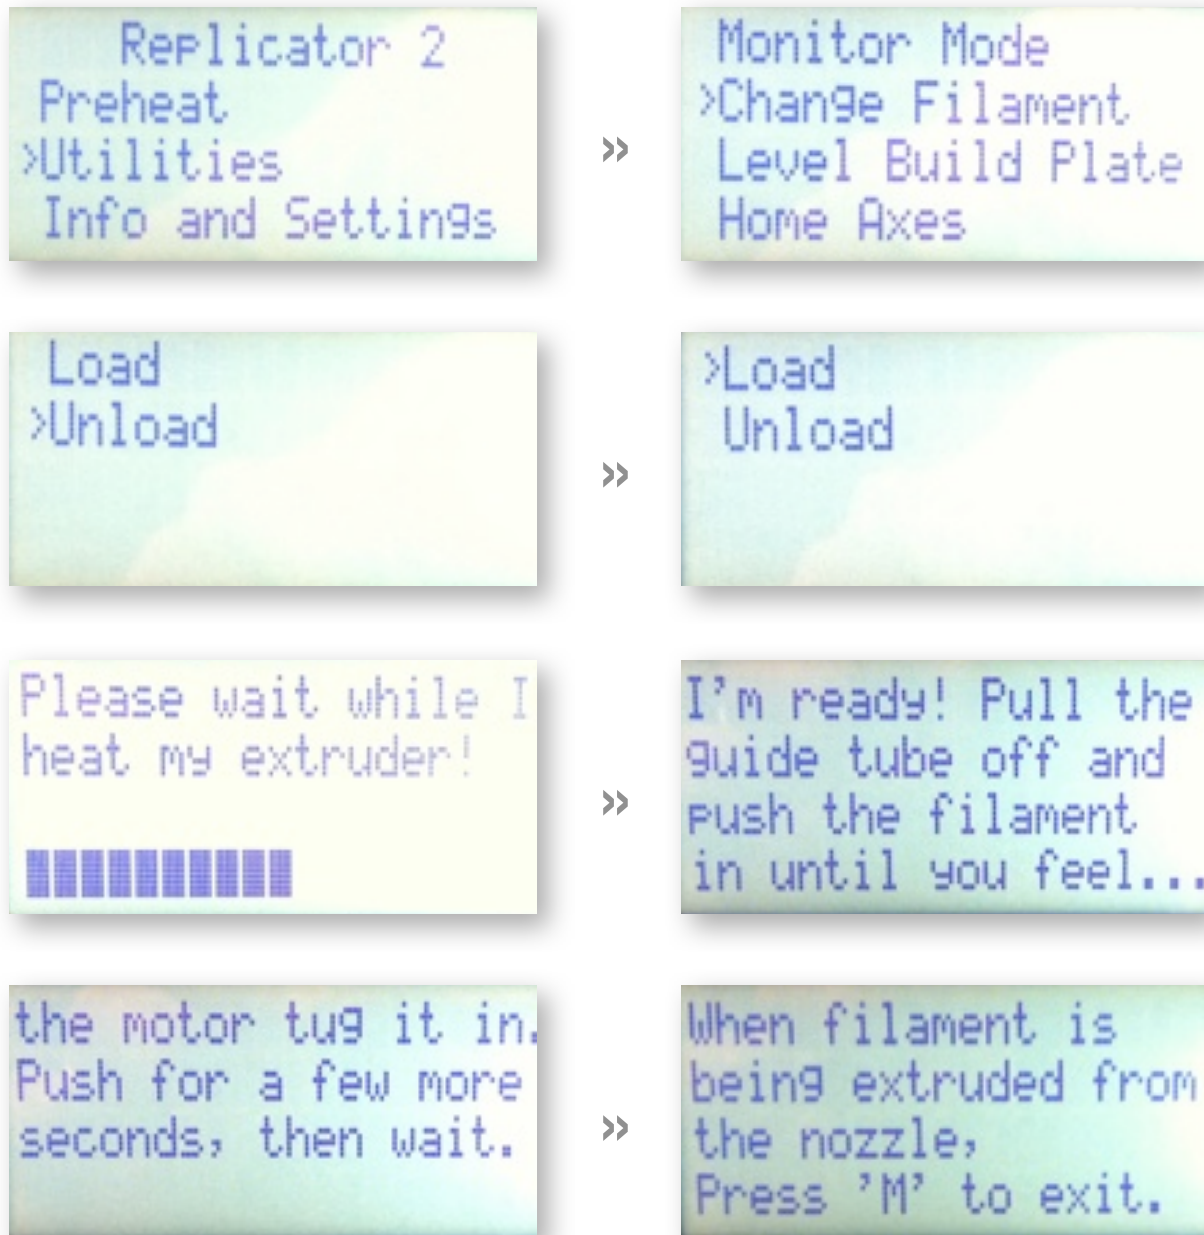 Replicator 2
Preheat
>Utilities
Info and Settings
»
Monitor Mode
>Change Filament
Level Build Plate
Home Axes
Load
>Unload
»
>Load
Unload
Please wait while I
heat my extruder!
»
I'm ready! Pull the
guide tube off and
push the filament
in until you feel...
the motor tug it in.
Push for a few more
seconds, then wait.
»
When filament is
being extruded from
the nozzle,
Press 'M' to exit.